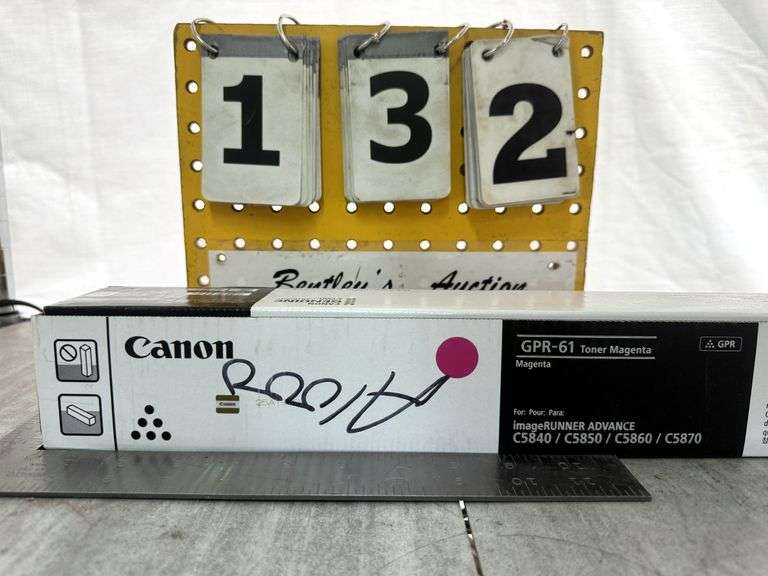 1 3 2
Bentley's Auction
Canon
GPR-61 Toner Magenta
Magenta
GPR
For: Pour: Para:
imageRUNNER ADVANCE
C5840 / C5850 / C5860 / C5870